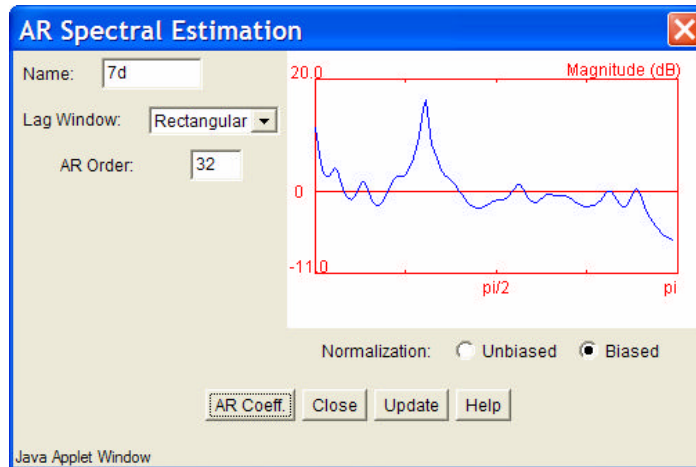 AR Spectral Estimation
Name: 7d
Lag Window: Rectangular
AR Order: 32
20.0 Magnitude (dB)
0
-11.0
pi/2 pi
Normalization: Unbiased Biased
AR Coeff. Close Update Help
Java Applet Window